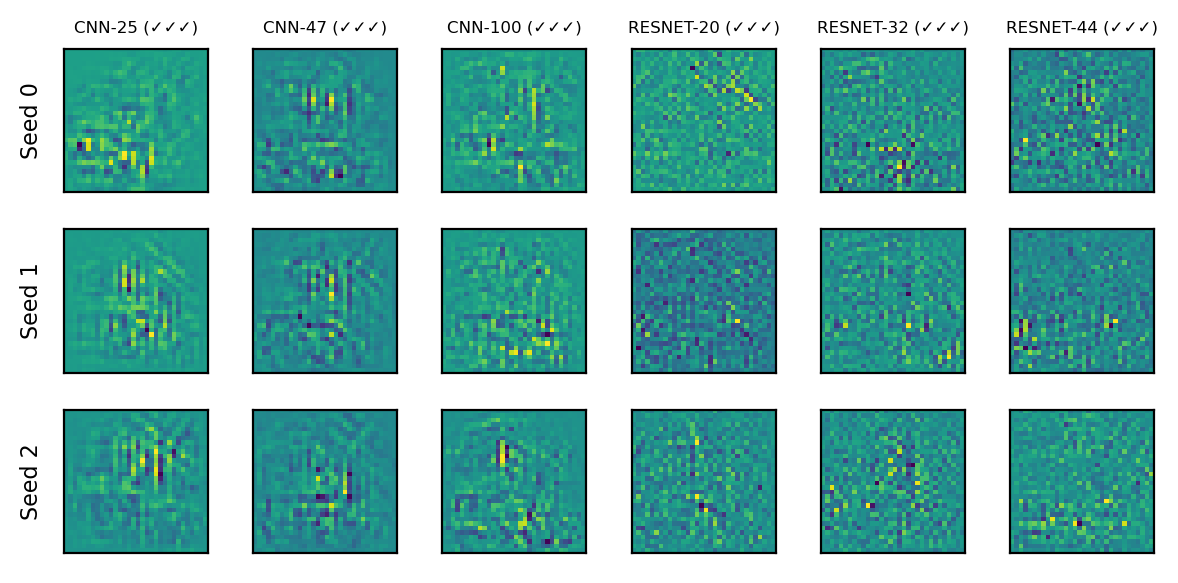 CNN-25 (✓✓✓) CNN-47 (✓✓✓) CNN-100 (✓✓✓) RESNET-20 (✓✓✓) RESNET-32 (✓✓✓) RESNET-44 (✓✓✓)
Seed 0
Seed 1
Seed 2